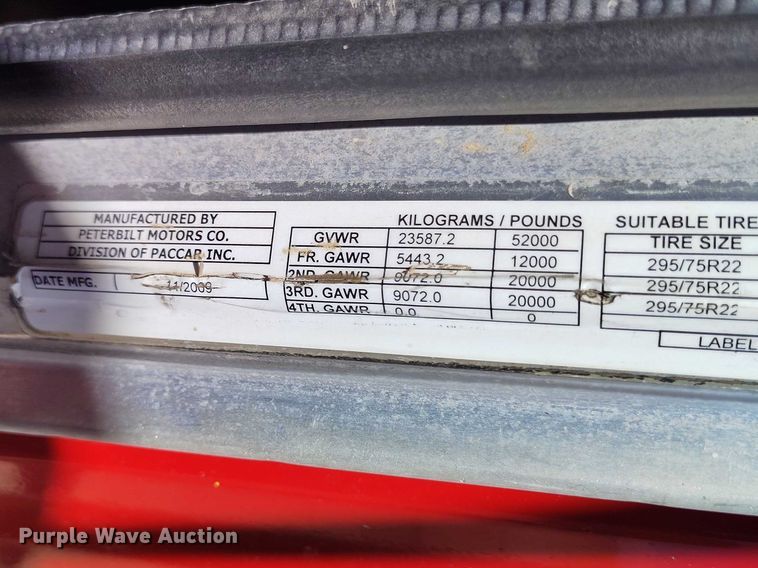 MANUFACTURED BY
PETERBILT MOTORS CO.
DIVISION OF PACCAR INC.
DATE MFG. 11/2009
KILOGRAMS / POUNDS
GVWR 23587.2 52000
FR. GAWR 5443.2 12000
2ND. GAWR 9072.0 20000
3RD. GAWR 9072.0 20000
4TH. GAWR 0.0 0
SUITABLE TIRE
TIRE SIZE
295/75R22
295/75R22
295/75R22
LABEL
Purple Wave Auction